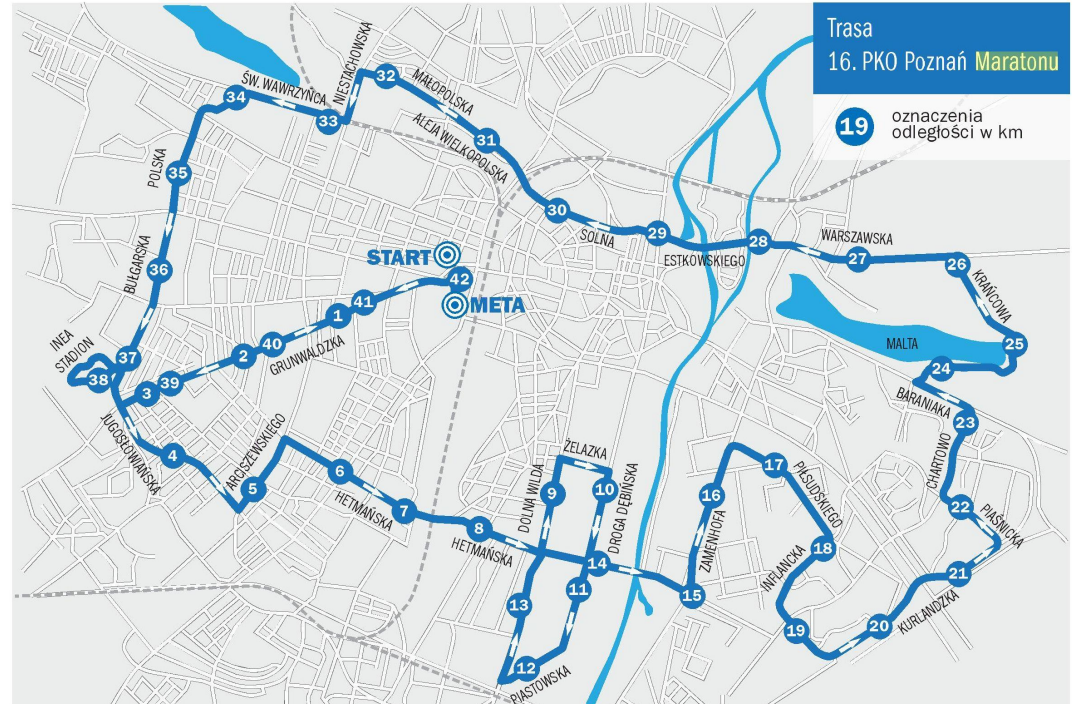 Trasa
16. PKO Poznań Maratonu
19
oznaczenia
odległości w km
NIESTACHOWSKA
32
MAŁOPOLSKA
34
ŚW. WAWRZYŃCA
33
31
ALEJA WIELKOPOLSKA
POLSKA
35
30
SOLNA
29
ESTKOWSKIEGO
28
WARSZAWSKA
27
26
KRAŃCOWA
START
42
META
BUŁGARSKA
36
41
1
40
2
GRUNWALDZKA
INEA
STADION
37
38
39
3
MALTA
25
24
BARANIAKA
23
JUGOSŁOWIAŃSKA
4
ARCISZEWSKIEGO
5
6
HETMAŃSKA
7
8
HETMAŃSKA
DOLNA WILDA
9
ŻELAZKA
10
DROGA DĘBIŃSKA
14
11
13
12
PIASTOWSKA
15
ZAMENHOFA
16
17
PIŁSUDSKIEGO
18
INFLANCKA
19
20
KURLANDZKA
21
PIAŚNICKA
22
CHARTOWO